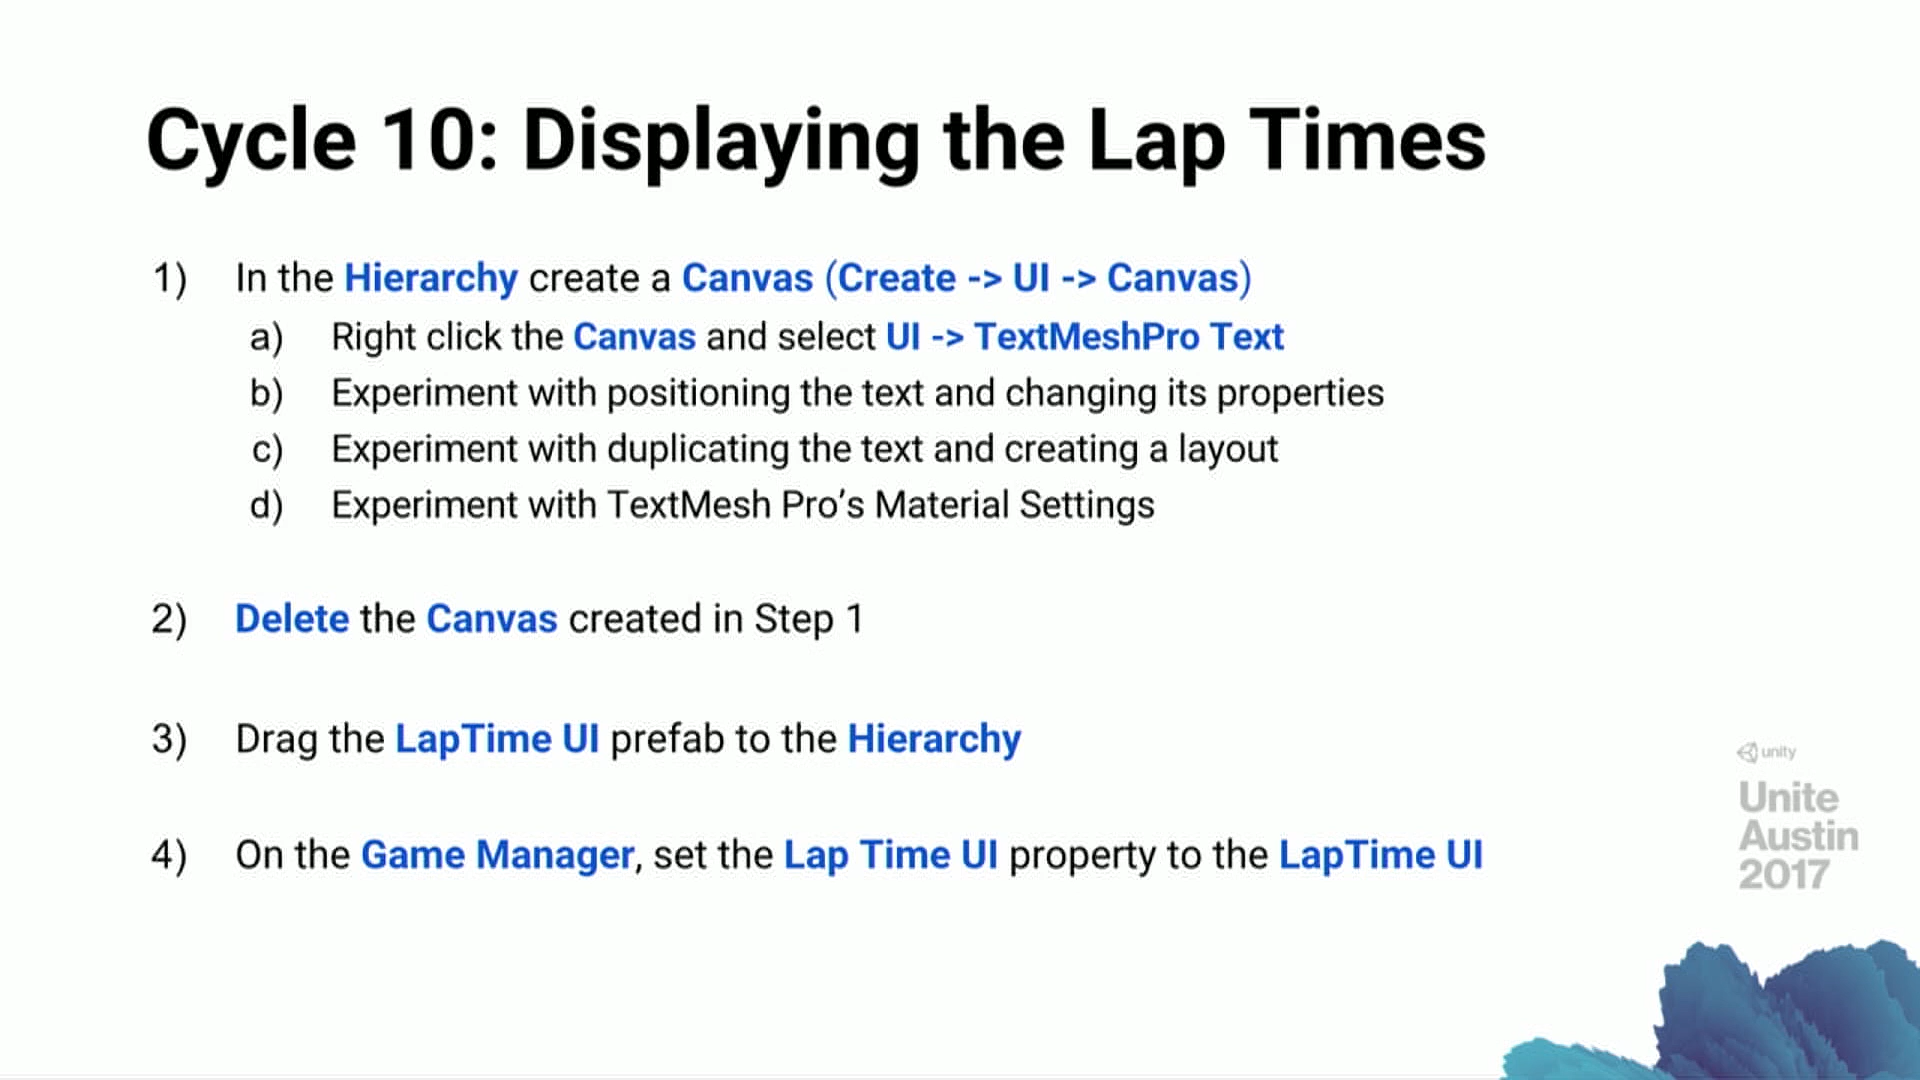 Cycle 10: Displaying the Lap Times
1) In the Hierarchy create a Canvas (Create -> UI -> Canvas)
a) Right click the Canvas and select UI -> TextMeshPro Text
b) Experiment with positioning the text and changing its properties
c) Experiment with duplicating the text and creating a layout
d) Experiment with TextMesh Pro’s Material Settings
2) Delete the Canvas created in Step 1
3) Drag the LapTime UI prefab to the Hierarchy
4) On the Game Manager, set the Lap Time UI property to the LapTime UI
unity
Unite
Austin
2017